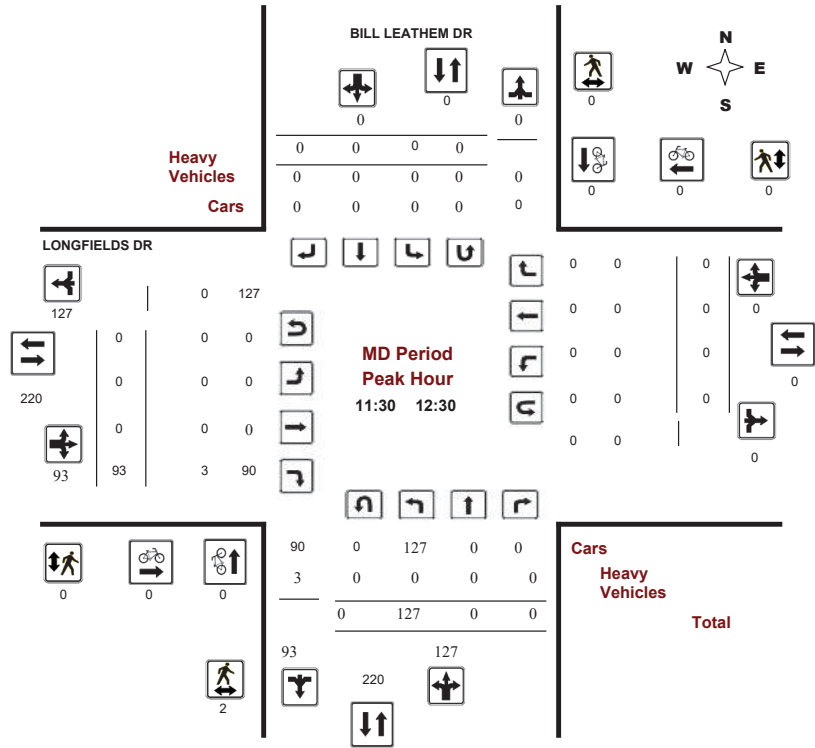 BILL LEATHEM DR
N
W E
S
0
0
0
0
0 0 0 0
Heavy
Vehicles
0 0 0 0 0
Cars
0 0 0 0 0
0 0 0
LONGFIELDS DR
127
0 127
0 0 0
220
0 0 0
0 0 0
93
93 3 90
MD Period
Peak Hour
11:30 12:30
0 0 0
0 0 0
0
0 0 0
0
0 0 0
0 0
0
0 0 0
2
90 0 127 0 0
3 0 0 0 0
0 127 0 0
93 127
220
Cars
Heavy
Vehicles
Total